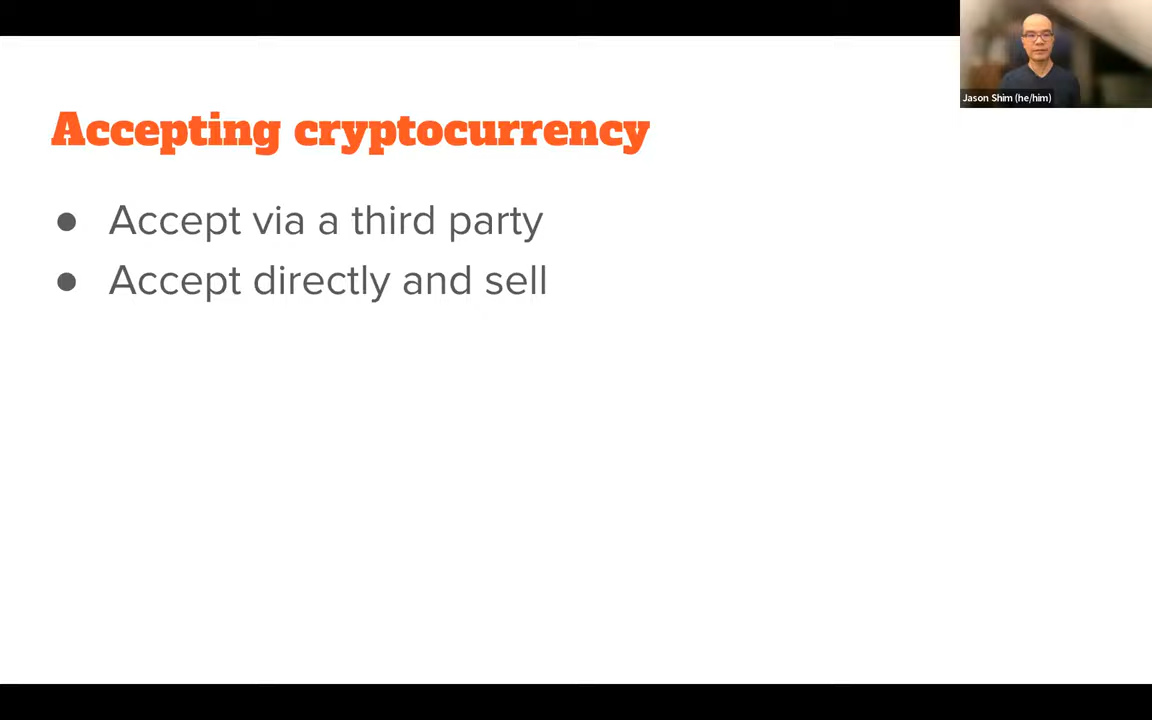 Accepting cryptocurrency
● Accept via a third party
● Accept directly and sell
Jason Shim (he/him)